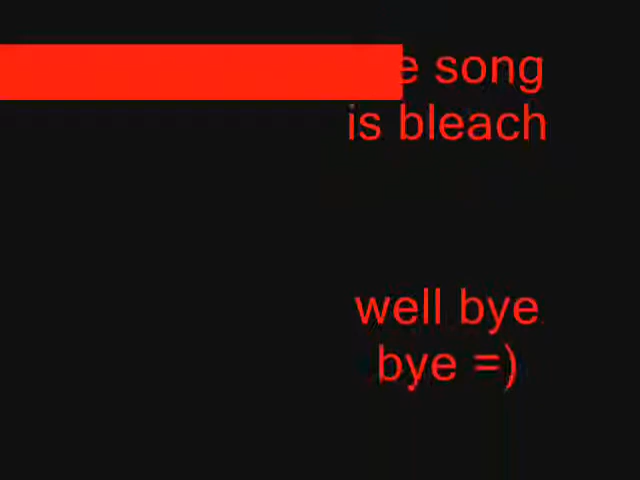 song
is bleach
well bye
bye =)